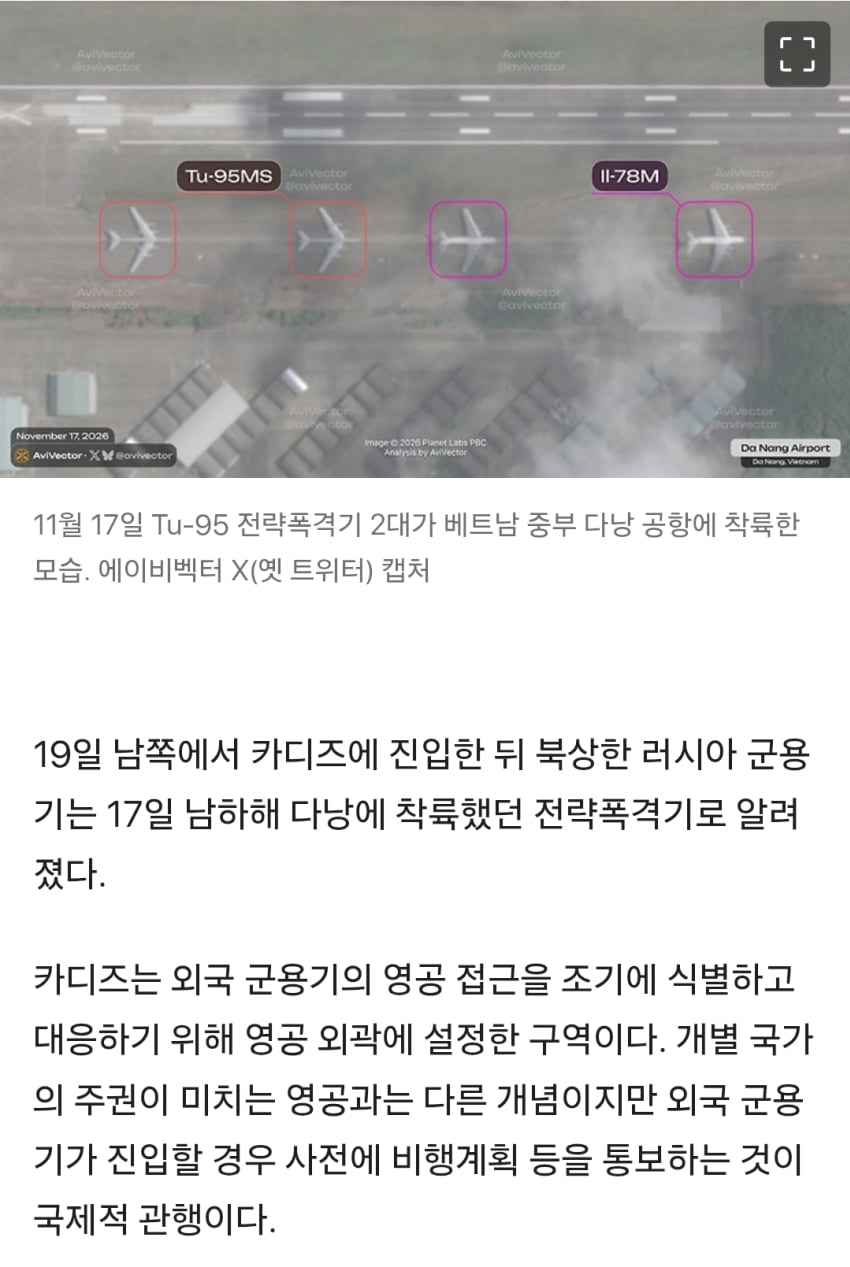 AviVector
@avivector
AviVector
@avivector
Tu-95MS
AviVector
@avivector
Il-78M
AviVector
@avivector
AviVector
@avivector
AviVector
@avivector
AviVector
@avivector
AviVector
@avivector
November 17, 2026
AviVector · X @avivector
Image © 2026 Planet Labs PBC
Analysis by AviVector
Da Nang Airport
Da Nang, Vietnam
11월 17일 Tu-95 전략폭격기 2대가 베트남 중부 다낭 공항에 착륙한
모습. 에이비벡터 X(옛 트위터) 캡처
19일 남쪽에서 카디즈에 진입한 뒤 북상한 러시아 군용
기는 17일 남하해 다낭에 착륙했던 전략폭격기로 알려
졌다.
카디즈는 외국 군용기의 영공 접근을 조기에 식별하고
대응하기 위해 영공 외곽에 설정한 구역이다. 개별 국가
의 주권이 미치는 영공과는 다른 개념이지만 외국 군용
기가 진입할 경우 사전에 비행계획 등을 통보하는 것이
국제적 관행이다.